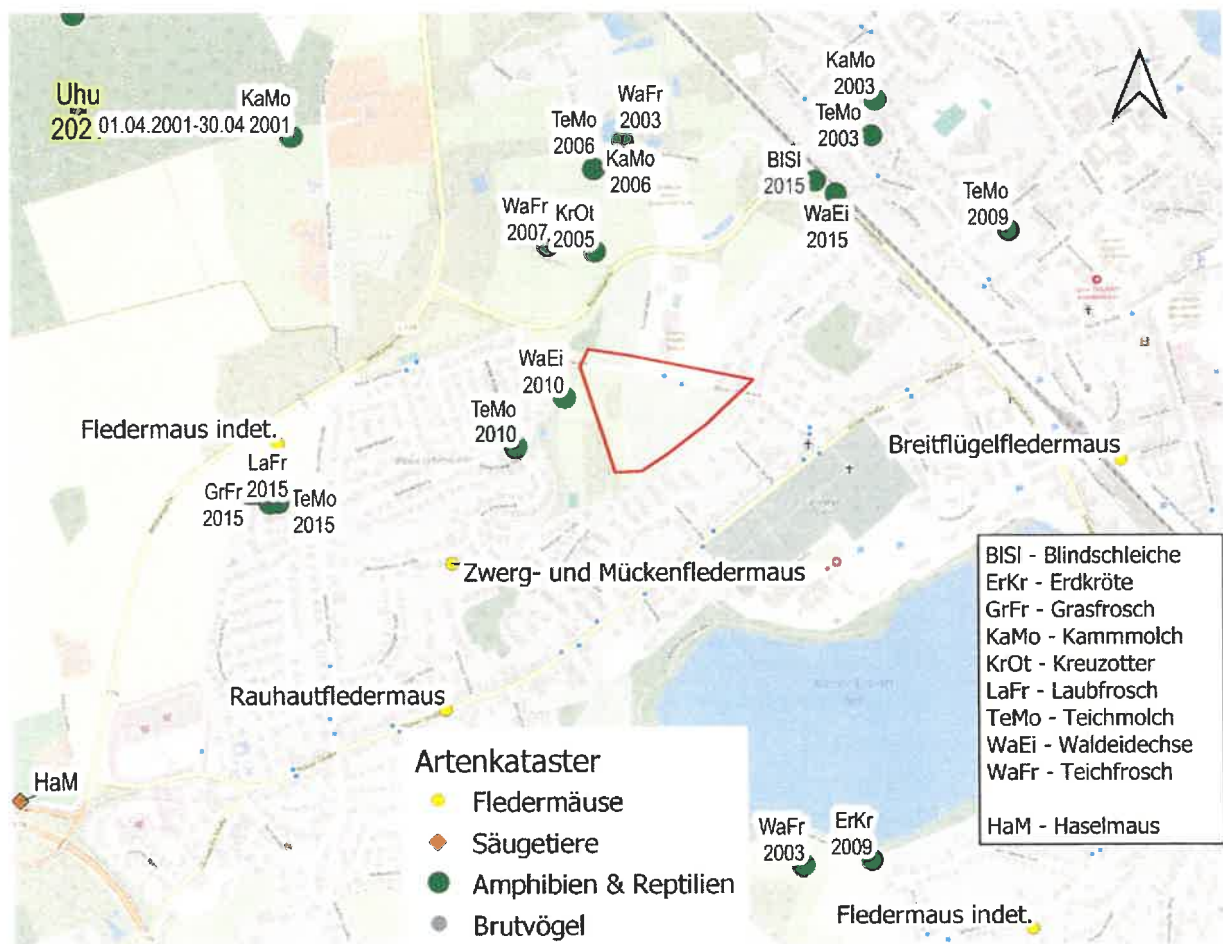 Uhu
202
KaMo
01.04.2001-30.04 2001
WaFr
2003
TeMo
2006
KaMo
2006
WaFr
2007
KrOt
2005
KaMo
2003
TeMo
2003
BlSl
2015
WaEi
2015
TeMo
2009
WaEi
2010
TeMo
2010
Fledermaus indet.
LaFr
2015
GrFr
2015
TeMo
2015
Breitflügelfledermaus
Zwerg- und Mückenfledermaus
Rauhautfledermaus
HaM
WaFr
2003
ErKr
2009
Fledermaus indet.
Artenkataster
Fledermäuse
Säugetiere
Amphibien & Reptilien
Brutvögel
BlSl - Blindschleiche
ErKr - Erdkröte
GrFr - Grasfrosch
KaMo - Kammmolch
KrOt - Kreuzotter
LaFr - Laubfrosch
TeMo - Teichmolch
WaEi - Waldeidechse
WaFr - Teichfrosch
HaM - Haselmaus